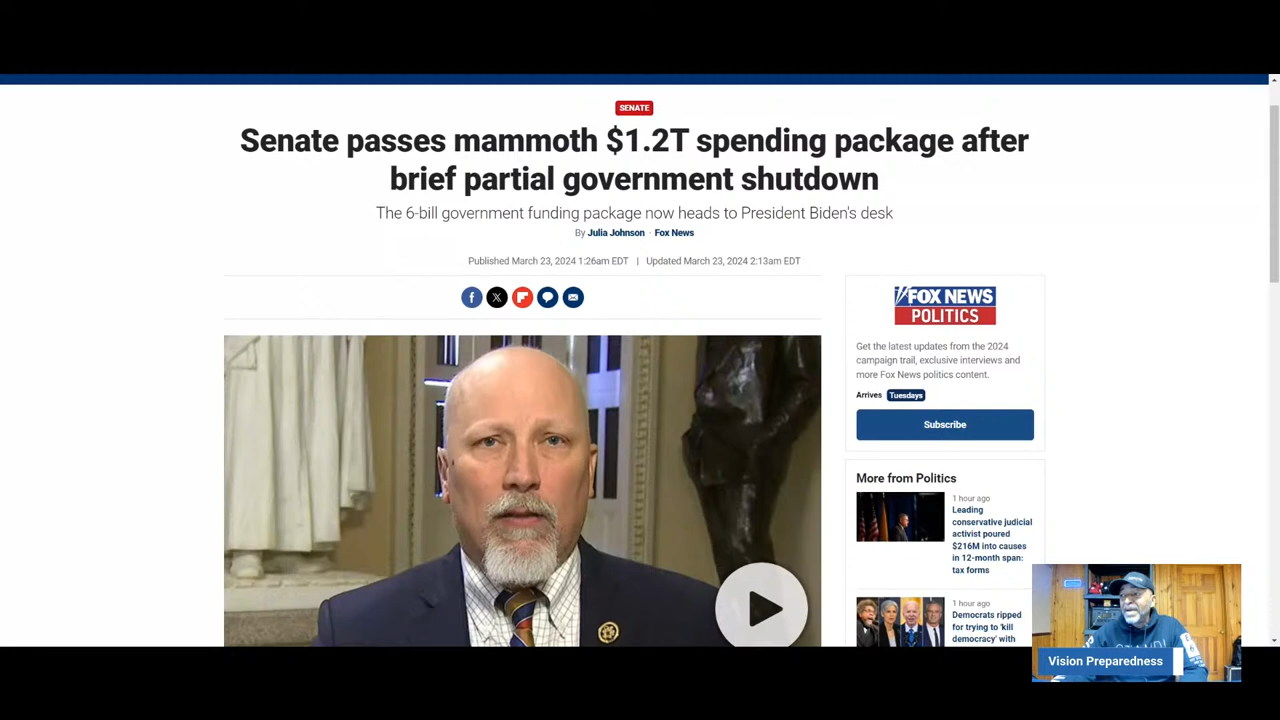 SENATE
Senate passes mammoth $1.2T spending package after
brief partial government shutdown
The 6-bill government funding package now heads to President Biden's desk
By Julia Johnson · Fox News
Published March 23, 2024 1:26am EDT | Updated March 23, 2024 2:13am EDT
FOX NEWS
POLITICS
Get the latest updates from the 2024
campaign trail, exclusive interviews and
more Fox News politics content.
Arrives Tuesdays
Subscribe
More from Politics
1 hour ago
Leading
conservative judicial
activist poured
$216M into causes
in 12-month span:
tax forms
1 hour ago
Democrats ripped
for trying to 'kill
democracy' with
Vision Preparedness